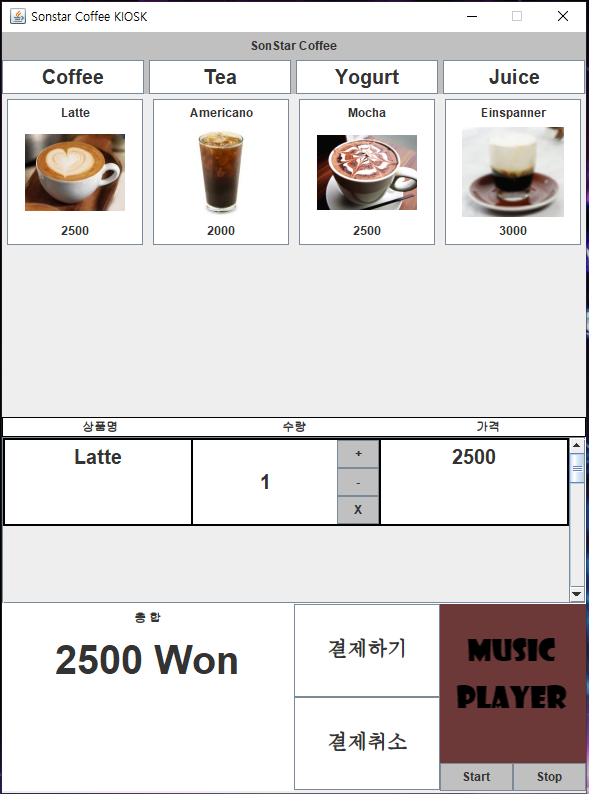 Sonstar Coffee KIOSK
SonStar Coffee
Coffee Tea Yogurt Juice
Latte Americano Mocha Einspanner
2500 2000 2500 3000
상품명 수량 가격
Latte 1 + - X 2500
총 합
2500 Won
결제하기
결제취소
MUSIC
PLAYER
Start Stop